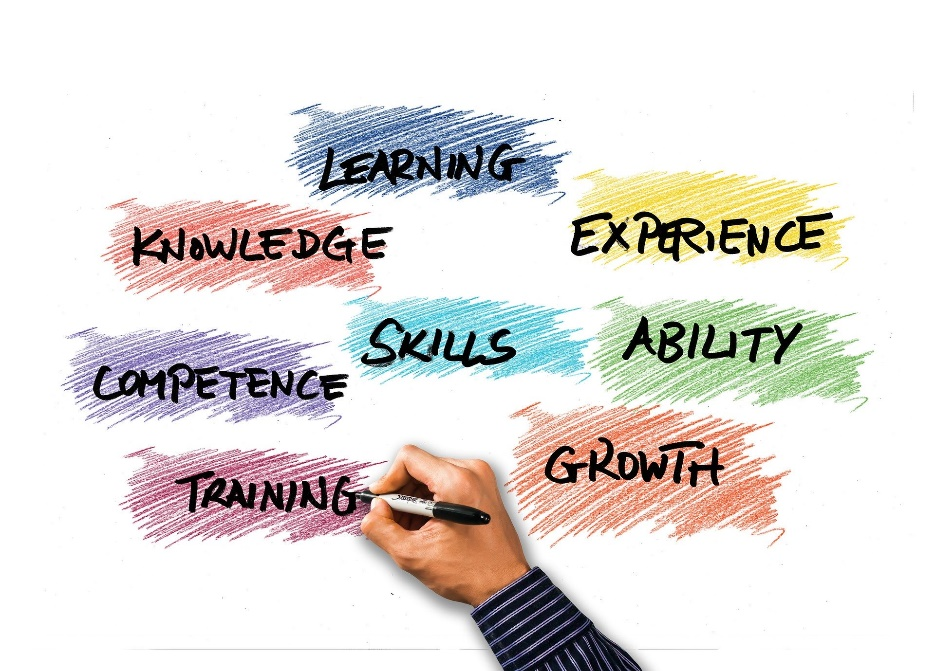 LEARNING
KNOWLEDGE
EXPERIENCE
SKILLS
ABILITY
COMPETENCE
GROWTH
TRAINING